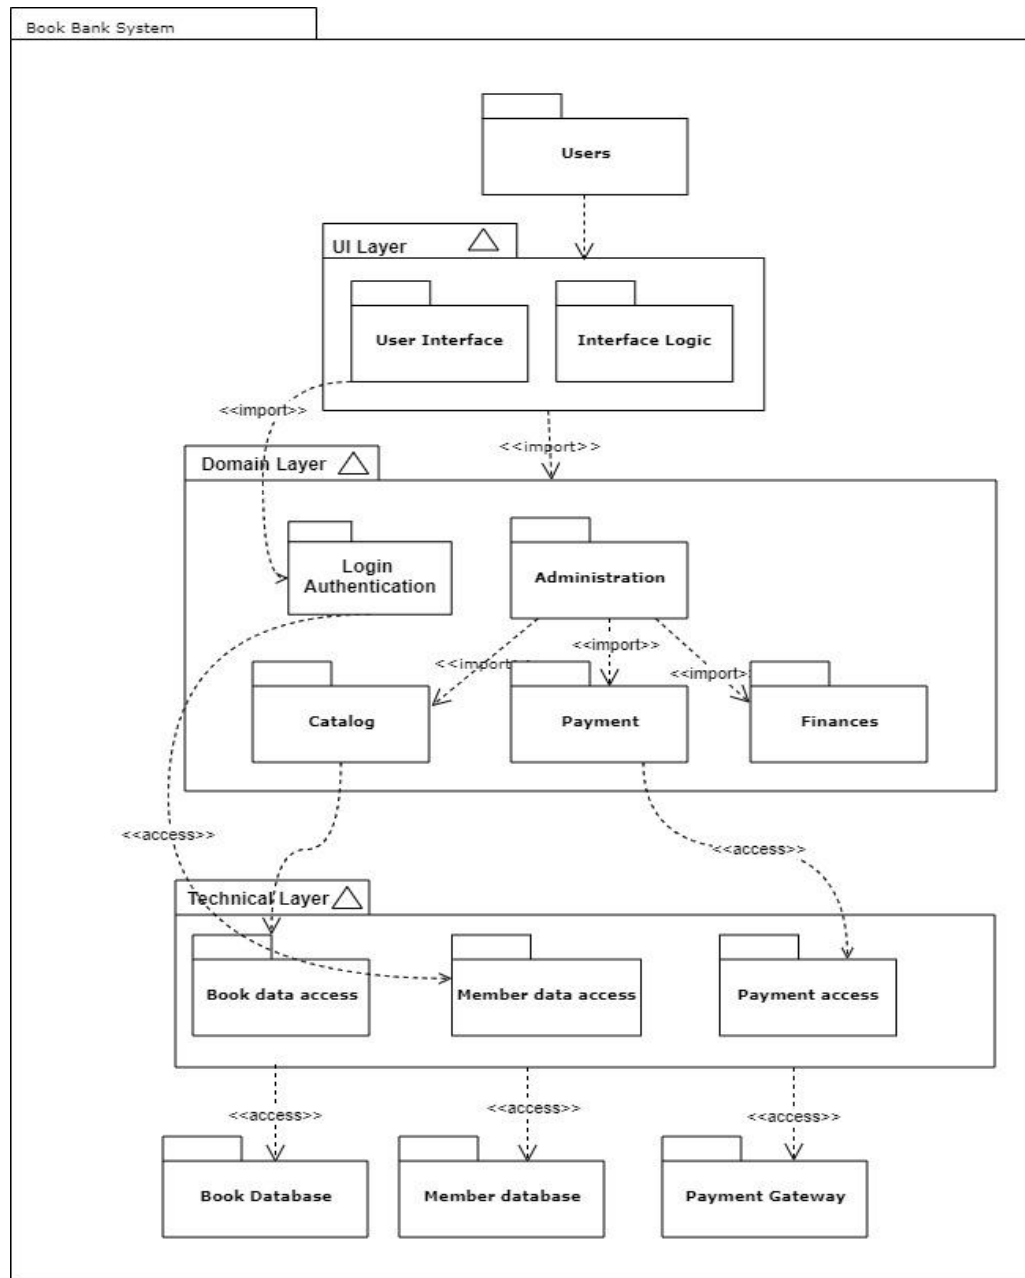 Book Bank System
Users
UI Layer
User Interface
Interface Logic
<<import>>
<<import>>
Domain Layer
Login
Authentication
Administration
<<import>>
<<import>>
<<import>>
Catalog
Payment
Finances
<<access>>
<<access>>
Technical Layer
Book data access
Member data access
Payment access
<<access>>
<<access>>
<<access>>
Book Database
Member database
Payment Gateway